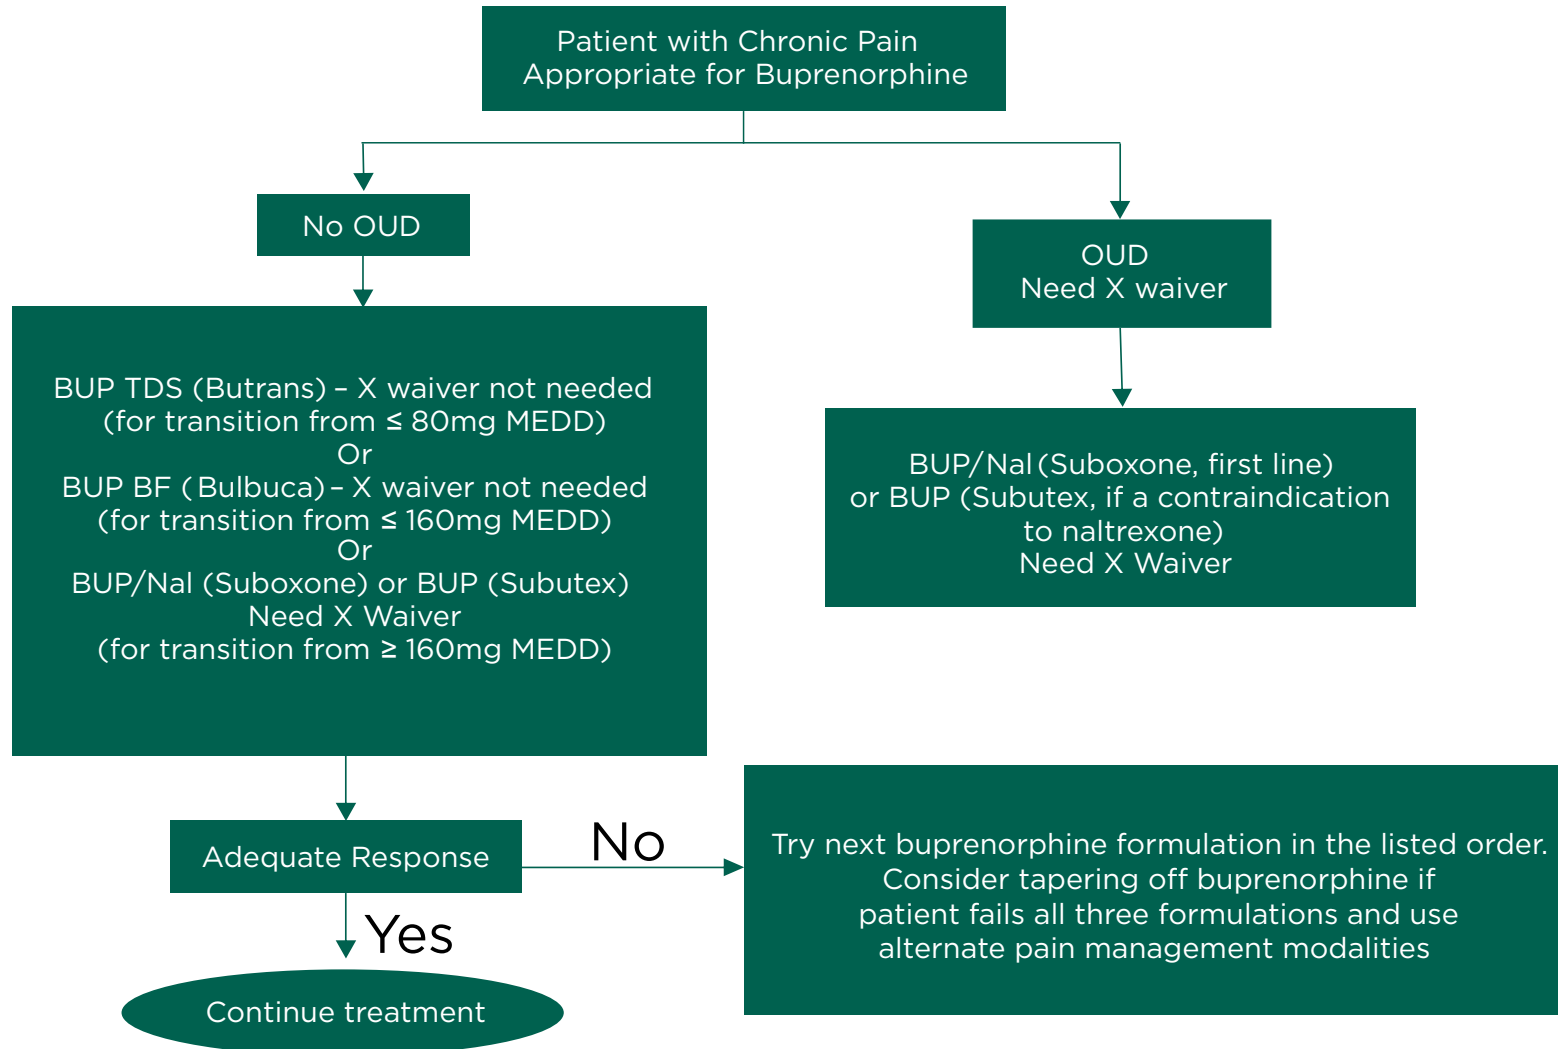 Patient with Chronic Pain
Appropriate for Buprenorphine
No OUD
OUD
Need X waiver
BUP TDS (Butrans) – X waiver not needed
(for transition from ≤ 80mg MEDD)
Or
BUP BF (Bulbuca) – X waiver not needed
(for transition from ≤ 160mg MEDD)
Or
BUP/Nal (Suboxone) or BUP (Subutex)
Need X Waiver
(for transition from ≥ 160mg MEDD)
BUP/Nal (Suboxone, first line)
or BUP (Subutex, if a contraindication
to naltrexone)
Need X Waiver
Adequate Response
No
Try next buprenorphine formulation in the listed order.
Consider tapering off buprenorphine if
patient fails all three formulations and use
alternate pain management modalities
Yes
Continue treatment